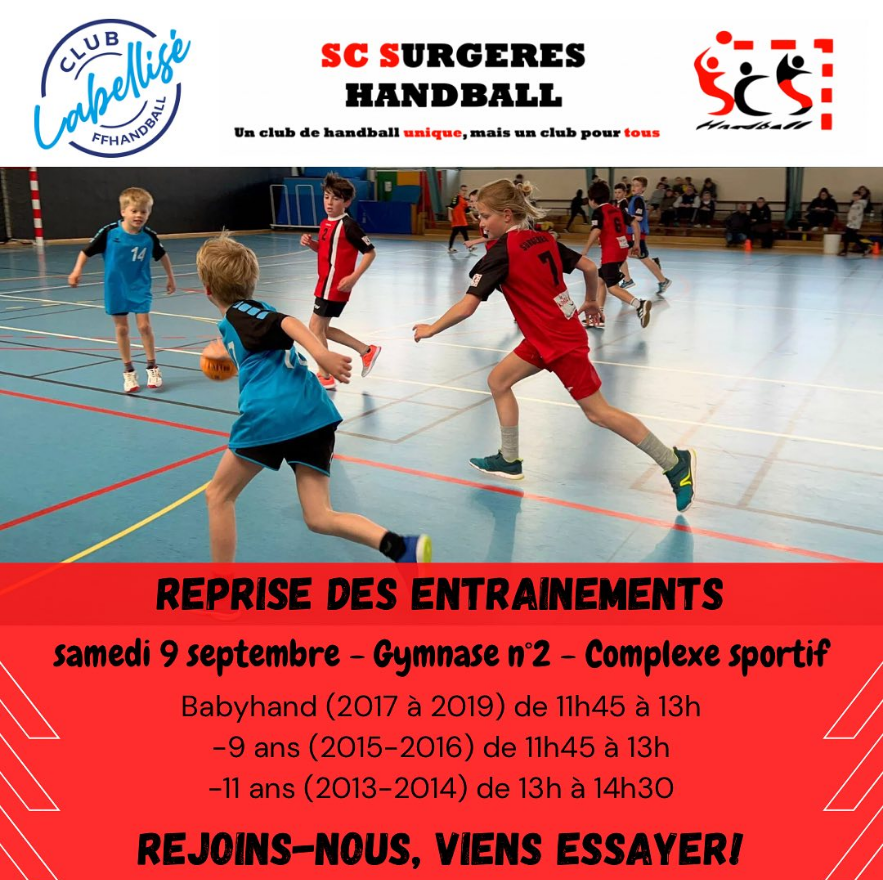 CLUB
Labellisé
FFHANDBALL
SC SURGERES
HANDBALL
Un club de handball unique, mais un club pour tous
SCS
Handball
14
7
REPRISE DES ENTRAINEMENTS
samedi 9 septembre - Gymnase n°2 - Complexe sportif
Babyhand (2017 à 2019) de 11h45 à 13h
-9 ans (2015-2016) de 11h45 à 13h
-11 ans (2013-2014) de 13h à 14h30
REJOINS-NOUS, VIENS ESSAYER!